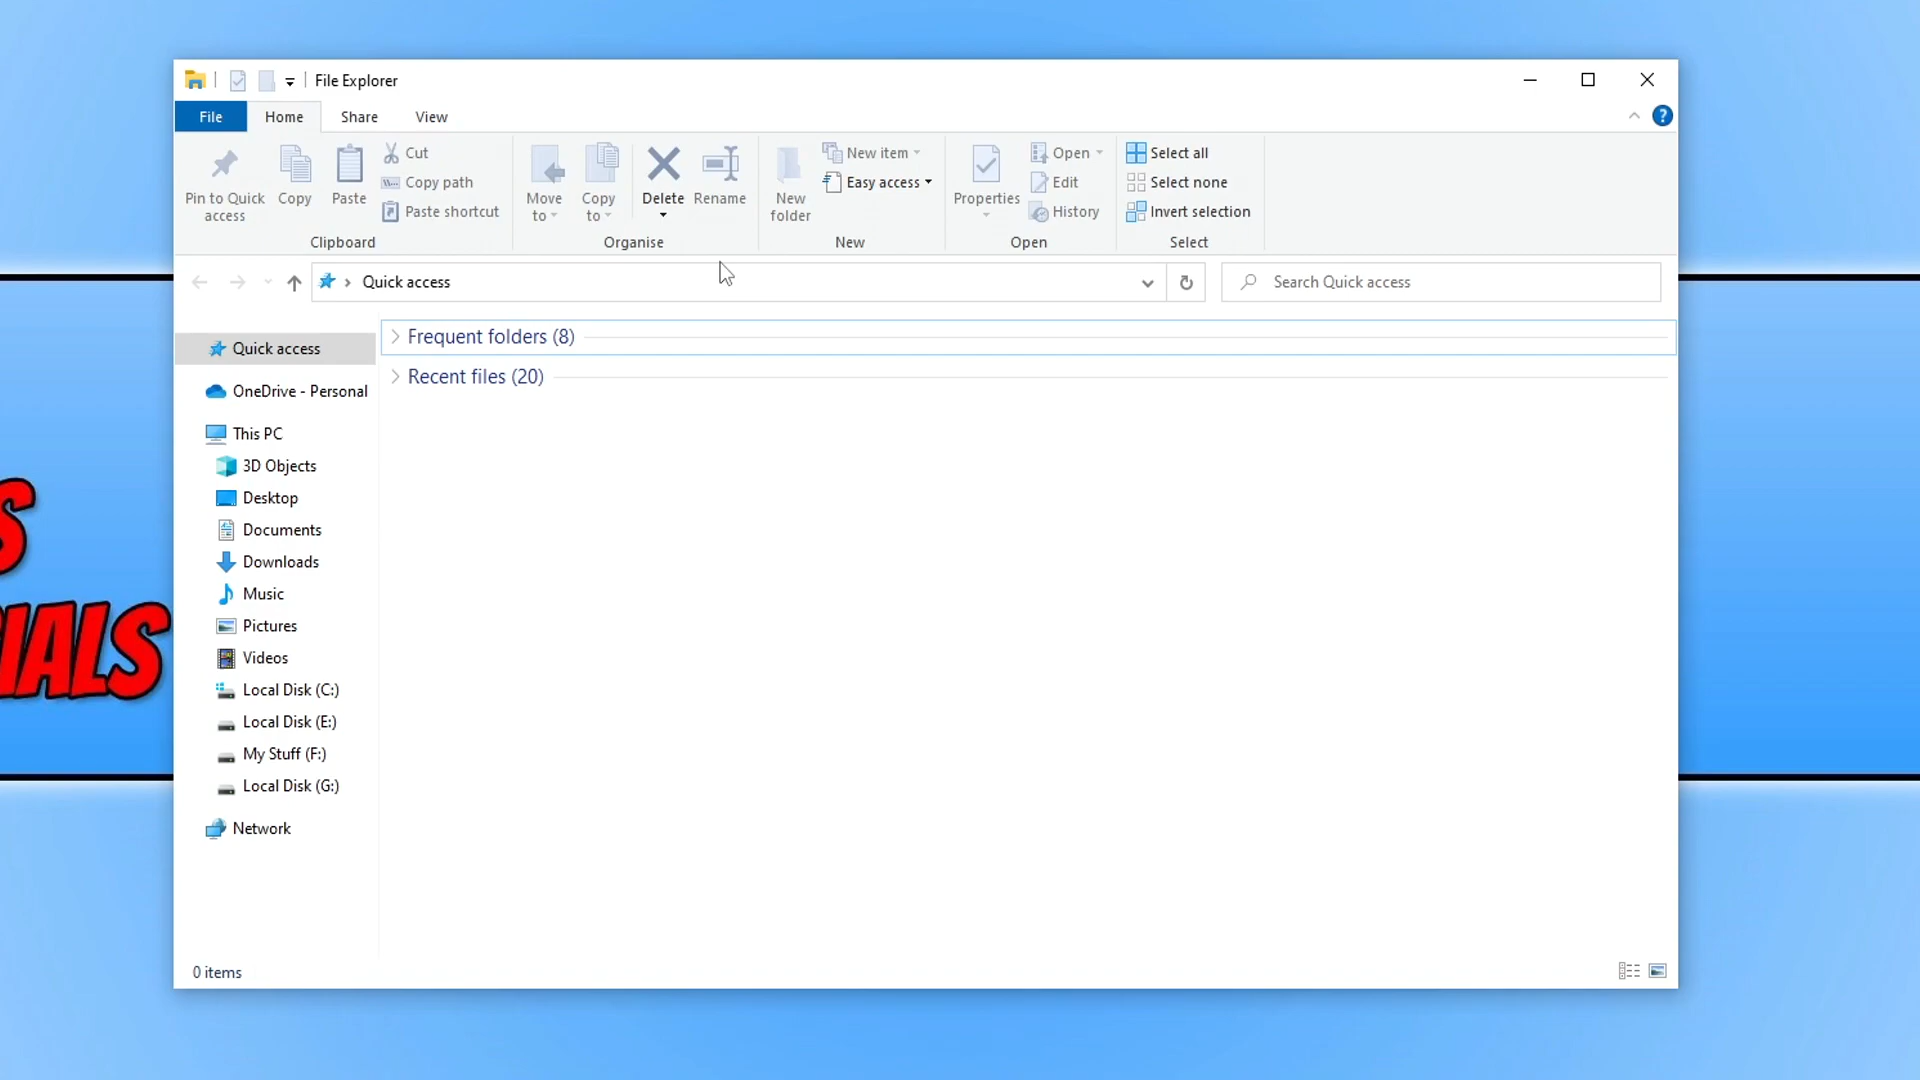 File Explorer
File Home Share View
Pin to Quick access
Copy
Paste
Cut
Copy path
Paste shortcut
Clipboard
Move to
Copy to
Delete
Rename
Organise
New folder
New item
Easy access
New
Properties
Open
Edit
History
Open
Select all
Select none
Invert selection
Select
Quick access
Search Quick access
Quick access
OneDrive - Personal
This PC
3D Objects
Desktop
Documents
Downloads
Music
Pictures
Videos
Local Disk (C:)
Local Disk (E:)
My Stuff (F:)
Local Disk (G:)
Network
Frequent folders (8)
Recent files (20)
0 items
S
IALS